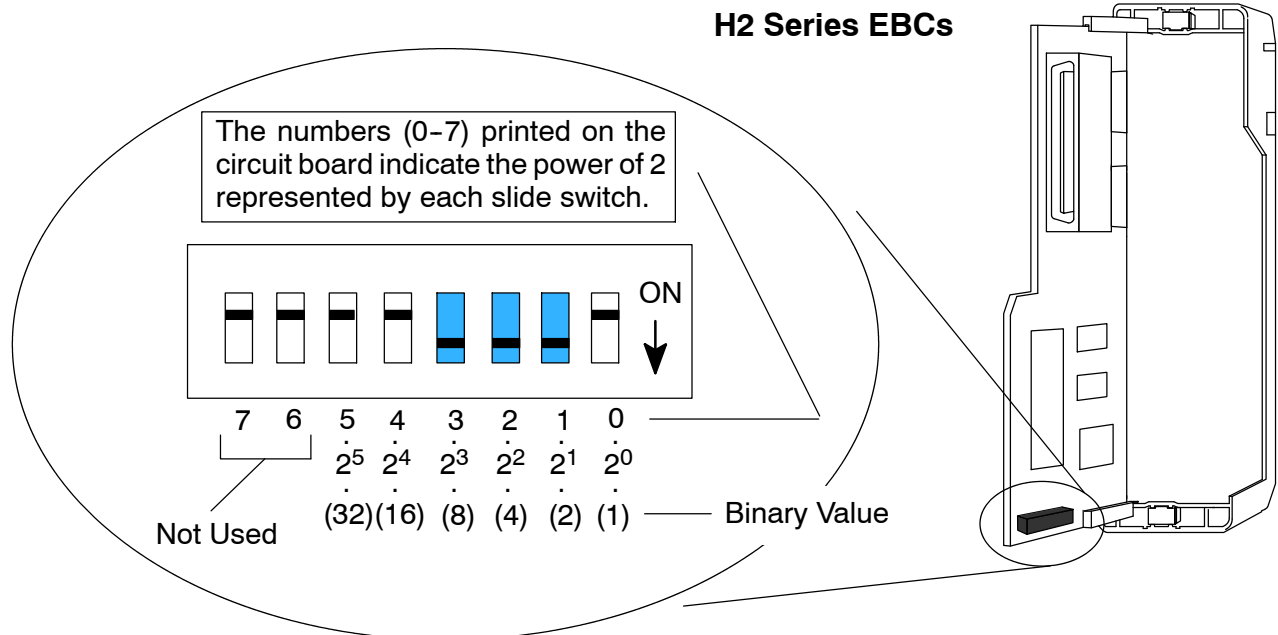 H2 Series EBCs
The numbers (0–7) printed on the
circuit board indicate the power of 2
represented by each slide switch.
ON
7 6 5 4 3 2 1 0
2⁵ 2⁴ 2³ 2² 2¹ 2⁰
(32) (16) (8) (4) (2) (1)
Binary Value
Not Used